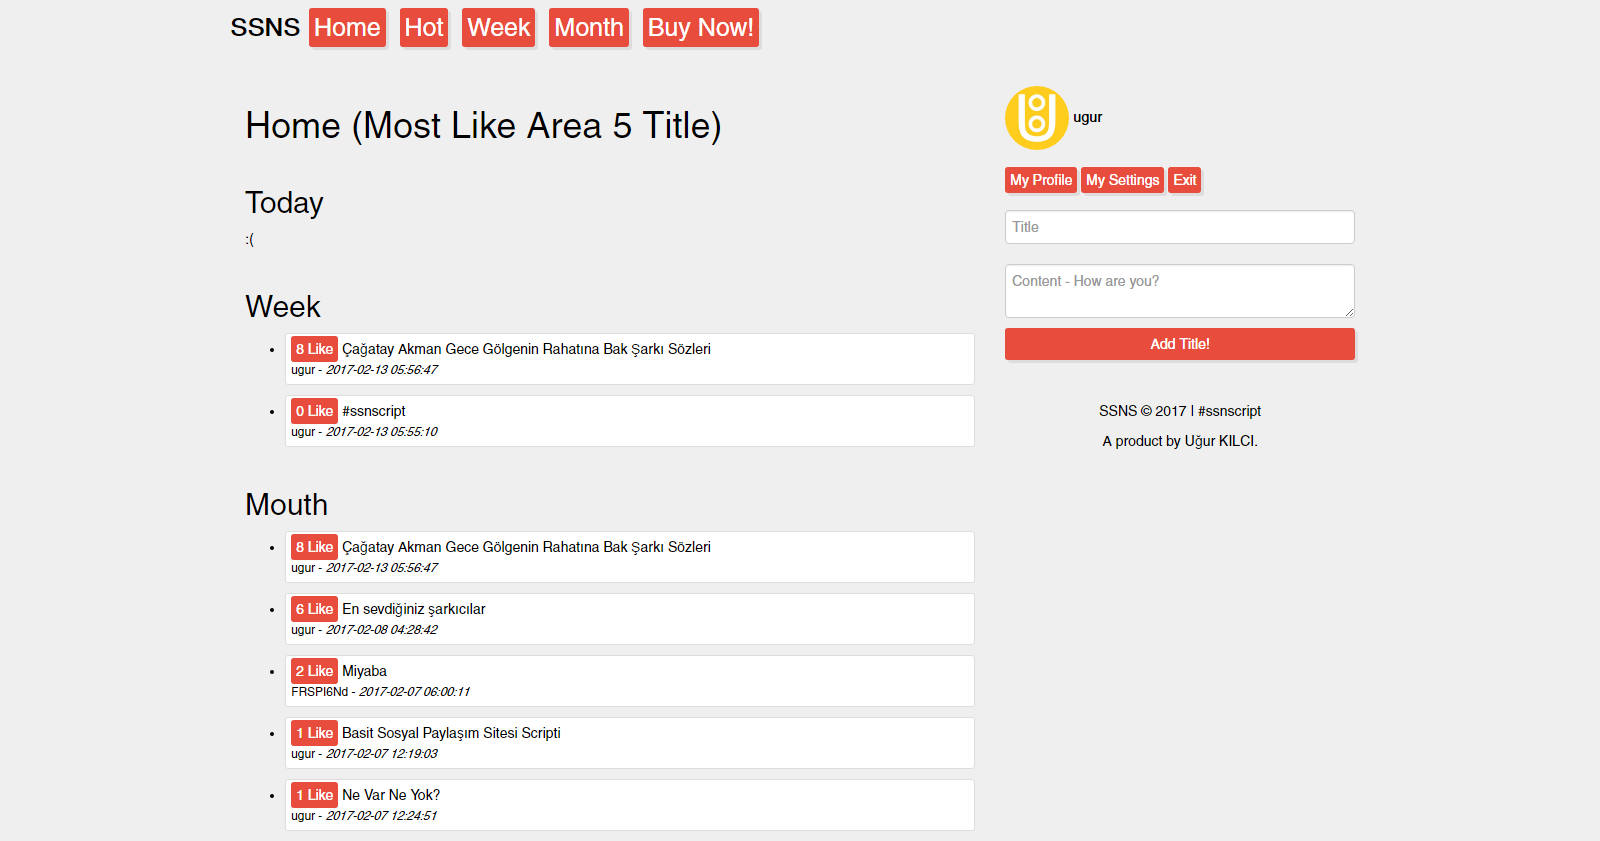 SSNS Home Hot Week Month Buy Now!
Home (Most Like Area 5 Title)
Today
:(
Week
8 Like Çağatay Akman Gece Gölgenin Rahatına Bak Şarkı Sözleri
ugur - 2017-02-13 05:56:47
0 Like #ssnscript
ugur - 2017-02-13 05:55:10
Mouth
8 Like Çağatay Akman Gece Gölgenin Rahatına Bak Şarkı Sözleri
ugur - 2017-02-13 05:56:47
6 Like En sevdiğiniz şarkıcılar
ugur - 2017-02-08 04:28:42
2 Like Miyaba
FRSPI6Nd - 2017-02-07 06:00:11
1 Like Basit Sosyal Paylaşım Sitesi Scripti
ugur - 2017-02-07 12:19:03
1 Like Ne Var Ne Yok?
ugur - 2017-02-07 12:24:51
ugur
My Profile My Settings Exit
Title
Content - How are you?
Add Title!
SSNS © 2017 | #ssnscript
A product by Uğur KILCI.